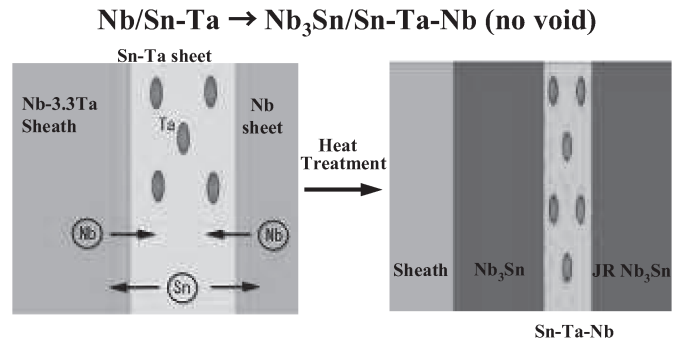 Nb/Sn-Ta → Nb₃Sn/Sn-Ta-Nb (no void)
Sn-Ta sheet
Nb-3.3Ta
Sheath
Ta
Nb
sheet
Nb
Nb
Sn
Heat
Treatment
Sheath
Nb₃Sn
JR Nb₃Sn
Sn-Ta-Nb